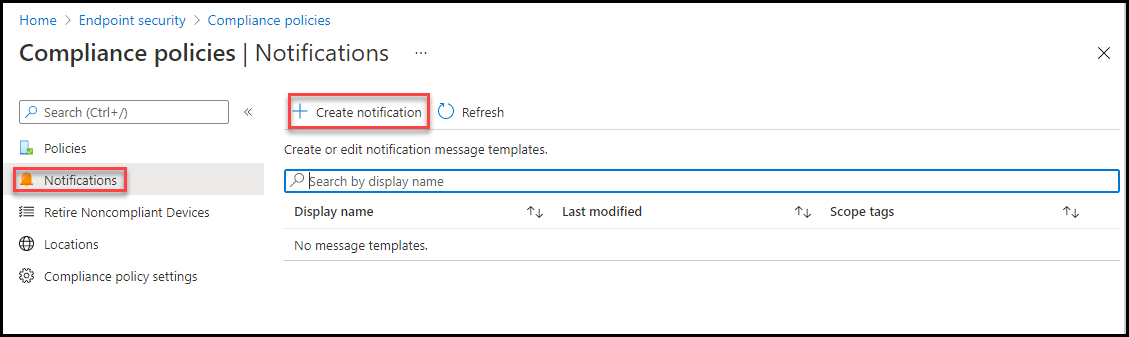 Home > Endpoint security > Compliance policies
Compliance policies | Notifications ...
Search (Ctrl+/) «
+ Create notification Refresh
Policies
Create or edit notification message templates.
Notifications
Search by display name
Retire Noncompliant Devices
Display name Last modified Scope tags
Locations
No message templates.
Compliance policy settings